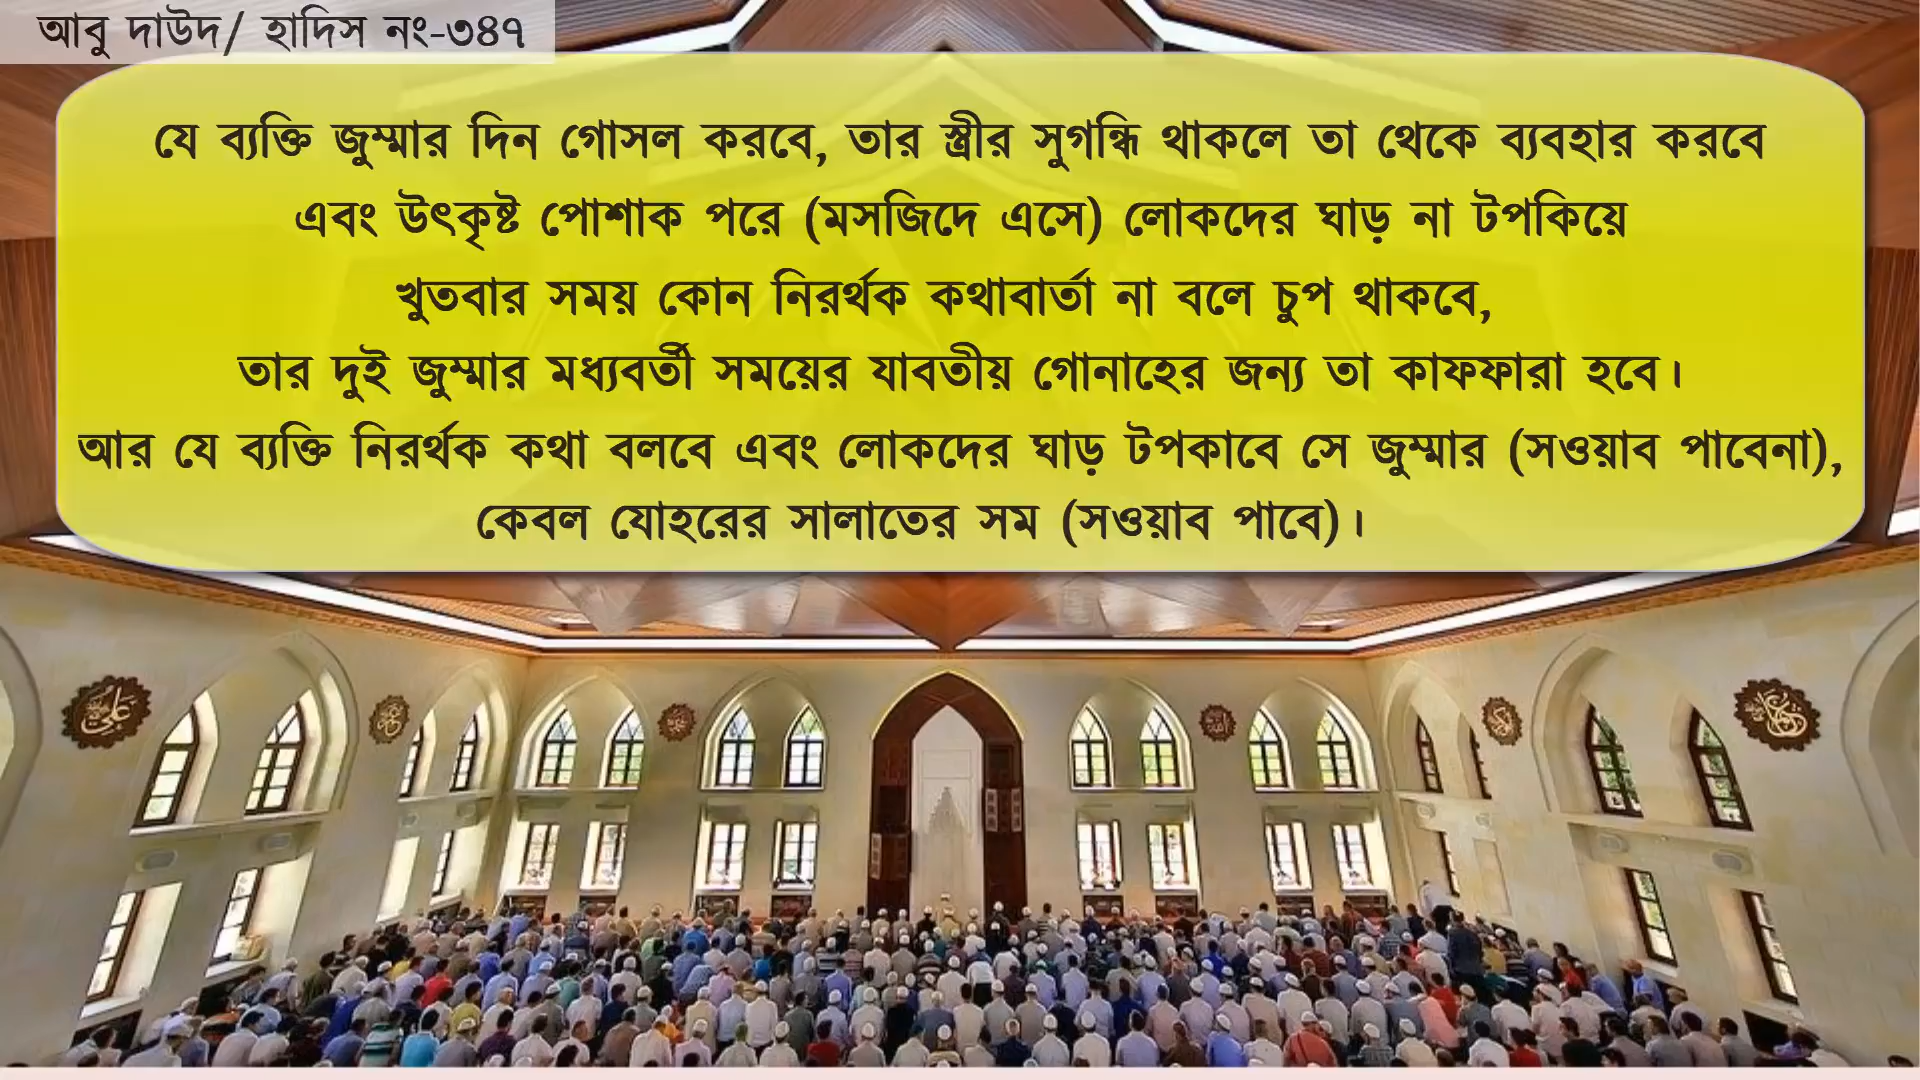 আবু দাউদ/ হাদিস নং-৩৪৭
যে ব্যক্তি জুম্মার দিন গোসল করবে, তার স্ত্রীর সুগন্ধি থাকলে তা থেকে ব্যবহার করবে
এবং উৎকৃষ্ট পোশাক পরে (মসজিদে এসে) লোকদের ঘাড় না টপকিয়ে
খুতবার সময় কোন নিরর্থক কথাবার্তা না বলে চুপ থাকবে,
তার দুই জুম্মার মধ্যবর্তী সময়ের যাবতীয় গোনাহের জন্য তা কাফফারা হবে।
আর যে ব্যক্তি নিরর্থক কথা বলবে এবং লোকদের ঘাড় টপকাবে সে জুম্মার (সওয়াব পাবেনা),
কেবল যোহরের সালাতের সম (সওয়াব পাবে)।